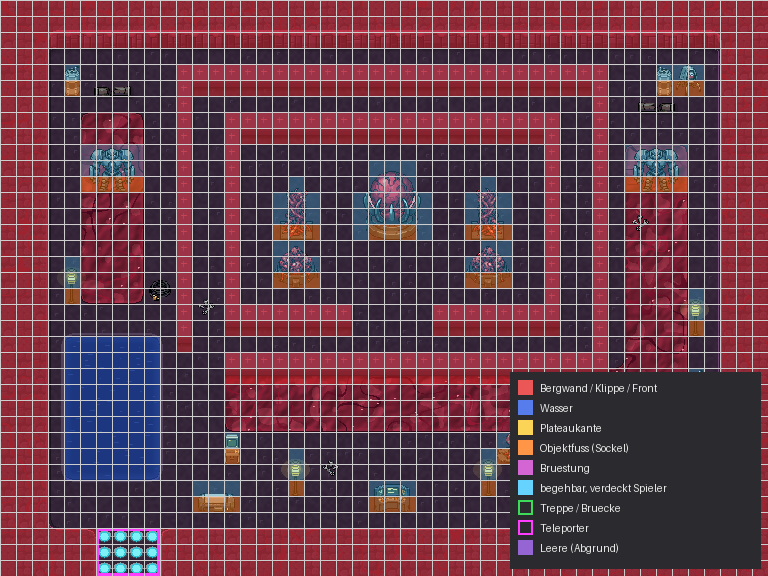 Bergwand / Klippe / Front
Wasser
Plateaukante
Objektfuss (Sockel)
Bruestung
begehbar, verdeckt Spieler
Treppe / Bruecke
Teleporter
Leere (Abgrund)